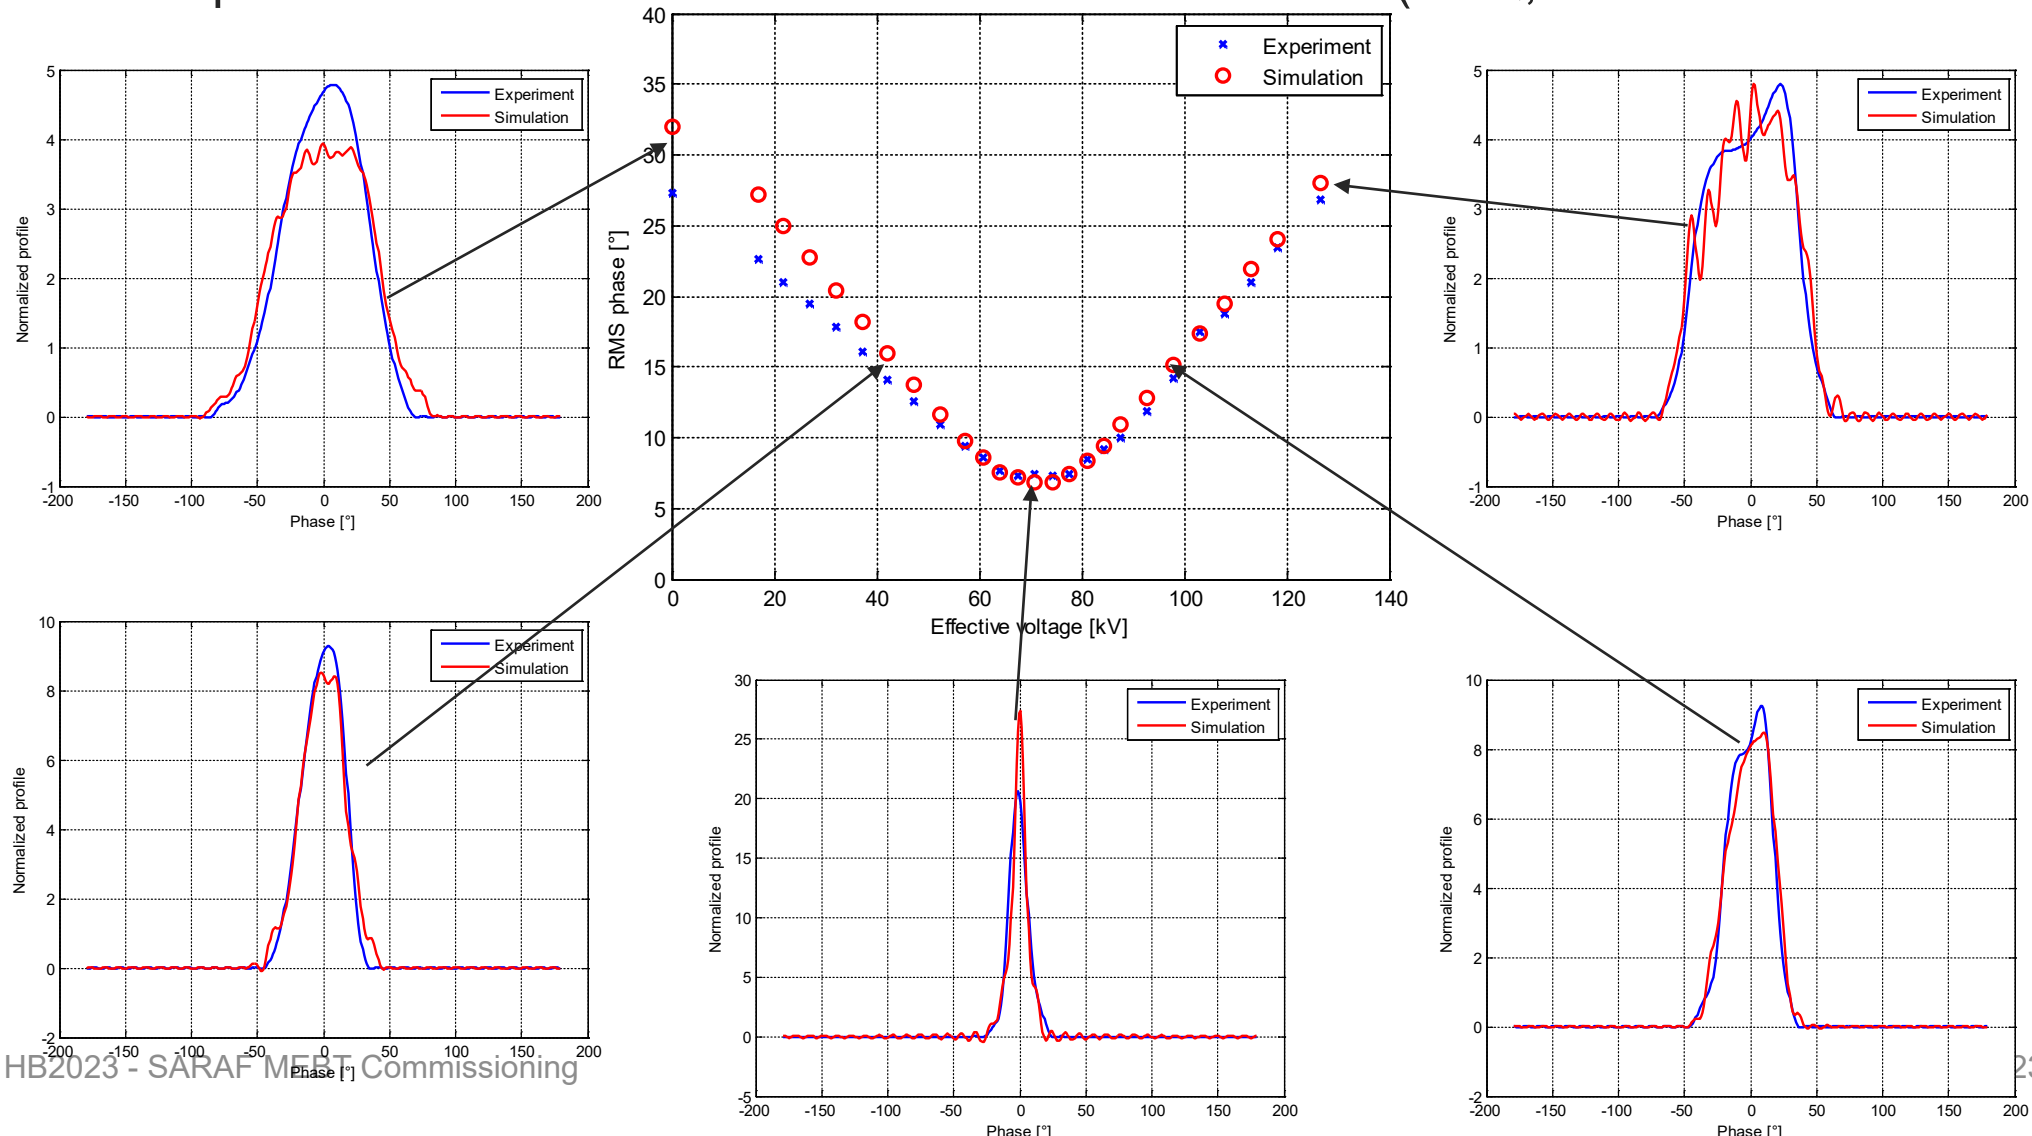 40
35
30
25
20
15
10
5
0
RMS phase [°]
0 20 40 60 80 100 120 140
Effective voltage [kV]
Experiment
Simulation
5
4
3
2
1
0
-1
Normalized profile
-200 -150 -100 -50 0 50 100 150 200
Phase [°]
Experiment
Simulation
5
4
3
2
1
0
-1
Normalized profile
-200 -150 -100 -50 0 50 100 150 200
Phase [°]
Experiment
Simulation
10
8
6
4
2
0
-2
Normalized profile
-200 -150 -100 -50 0 50 100 150 200
Phase [°]
Experiment
Simulation
30
25
20
15
10
5
0
-5
Normalized profile
-200 -150 -100 -50 0 50 100 150 200
Phase [°]
Experiment
Simulation
10
8
6
4
2
0
-2
Normalized profile
-200 -150 -100 -50 0 50 100 150 200
Phase [°]
Experiment
Simulation
HB2023 - SARAF MEBT Commissioning